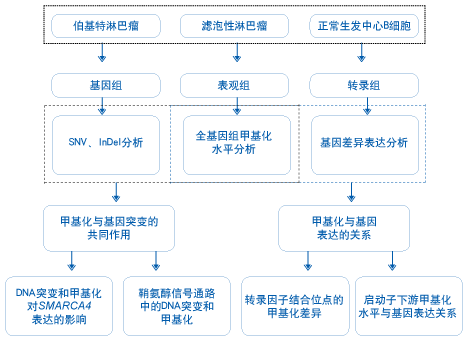 伯基特淋巴瘤
滤泡性淋巴瘤
正常生发中心B细胞
基因组
表观组
转录组
SNV、InDel分析
全基因组甲基化
水平分析
基因差异表达分析
甲基化与基因突变的
共同作用
甲基化与基因
表达的关系
DNA突变和甲基化
对SMARCA4
表达的影响
鞘氨醇信号通路
中的DNA突变和
甲基化
转录因子结合位点的
甲基化差异
启动子下游甲基化
水平与基因表达关系